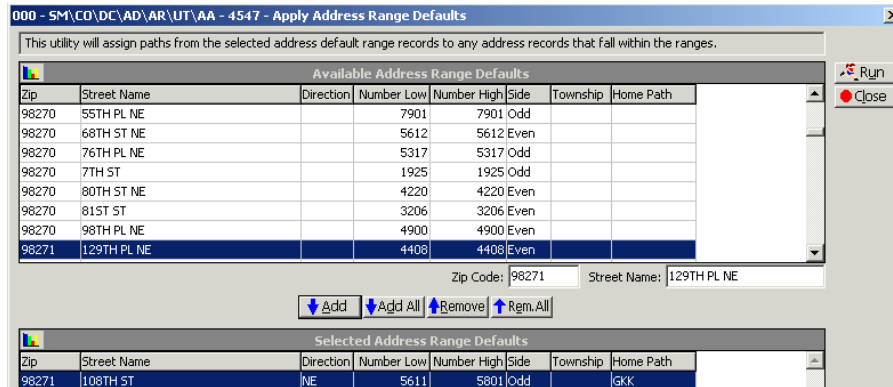 000 - SM\CO\DC\AD\AR\UT\AA - 4547 - Apply Address Range Defaults
This utility will assign paths from the selected address default range records to any address records that fall within the ranges.
Available Address Range Defaults
Run
Close
Zip Street Name Direction Number Low Number High Side Township Home Path
98270 55TH PL NE 7901 7901 Odd
98270 68TH ST NE 5612 5612 Even
98270 76TH PL NE 5317 5317 Odd
98270 7TH ST 1925 1925 Odd
98270 80TH ST NE 4220 4220 Even
98270 81ST ST 3206 3206 Even
98270 98TH PL NE 4900 4900 Even
98271 129TH PL NE 4408 4408 Even
Zip Code: 98271 Street Name: 129TH PL NE
Add Add All Remove Rem.All
Selected Address Range Defaults
Zip Street Name Direction Number Low Number High Side Township Home Path
98271 108TH ST NE 5611 5801 Odd GKK